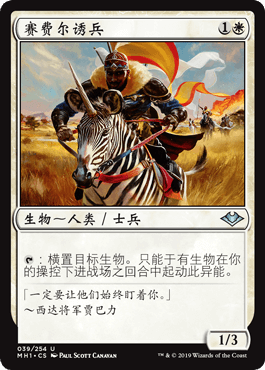 赛费尔诱兵 1
生物～人类／士兵
：横置目标生物。只能于有生物在你
的操控下进战场之回合中起动此异能。
「一定要让他们始终盯着你。」
～西达将军贾巴力
1/3
039/254 U
MH1 • CS PAUL SCOTT CANAVAN
™ & © 2019 Wizards of the Coast